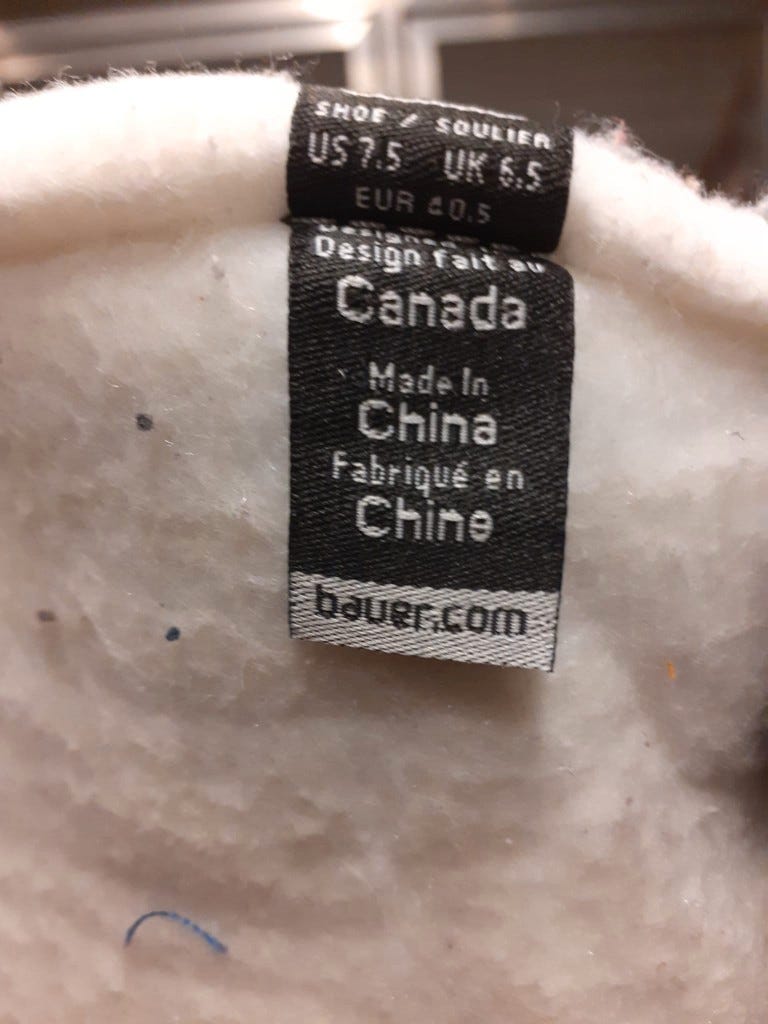 SHOE / SOULIER
US 7.5 UK 6.5
EUR 40.5
Design fait au
Canada
Made In
China
Fabriqué en
Chine
bauer.com